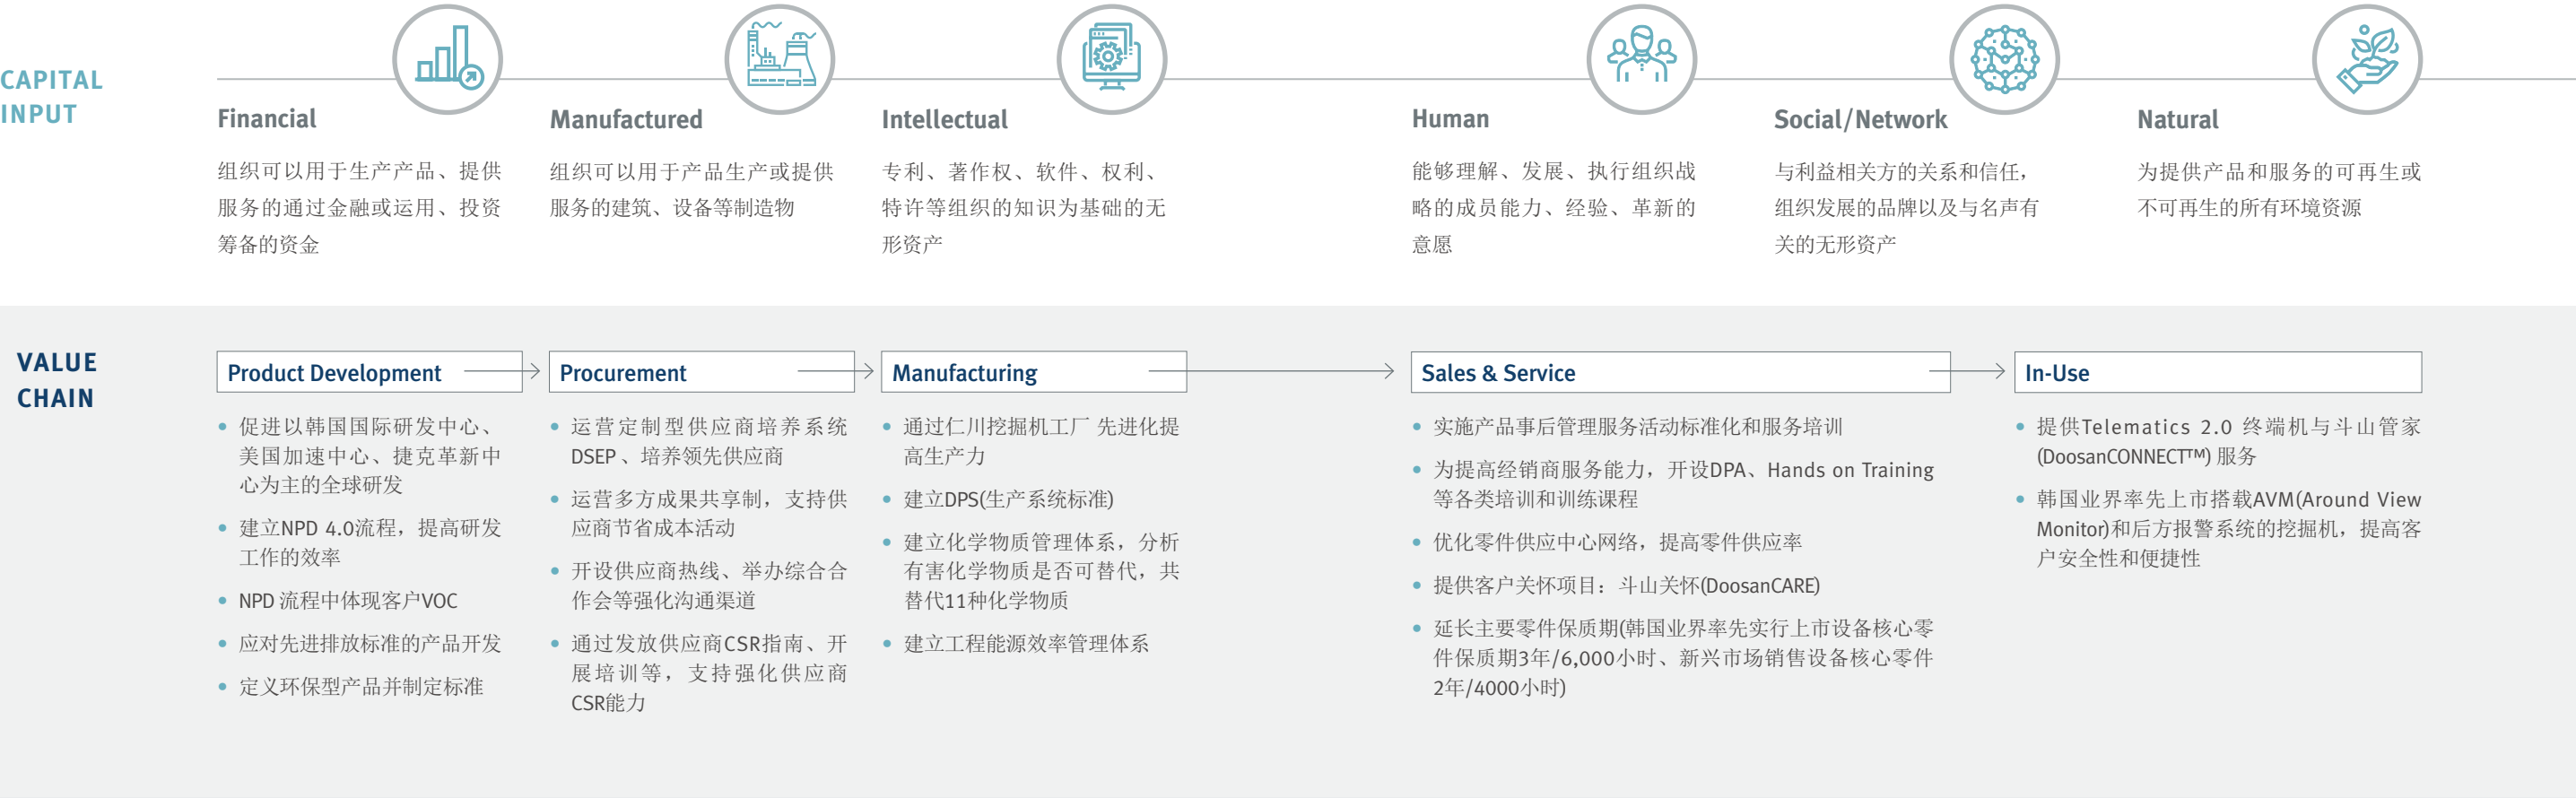 CAPITAL
INPUT
Financial
组织可以用于生产产品、提供
服务的通过金融或运用、投资
筹备的资金
Manufactured
组织可以用于产品生产或提供
服务的建筑、设备等制造物
Intellectual
专利、著作权、软件、权利、
特许等组织的知识为基础的无
形资产
Human
能够理解、发展、执行组织战
略的成员能力、经验、革新的
意愿
Social/Network
与利益相关方的关系和信任，
组织发展的品牌以及与名声有
关的无形资产
Natural
为提供产品和服务的可再生或
不可再生的所有环境资源
VALUE
CHAIN
Product Development
• 促进以韩国国际研发中心、
美国加速中心、捷克革新中
心为主的全球研发
• 建立NPD 4.0流程，提高研发
工作的效率
• NPD 流程中体现客户VOC
• 应对先进排放标准的产品开发
• 定义环保型产品并制定标准
Procurement
• 运营定制型供应商培养系统
DSEP 、培养领先供应商
• 运营多方成果共享制，支持供
应商节省成本活动
• 开设供应商热线、举办综合合
作会等强化沟通渠道
• 通过发放供应商CSR指南、开
展培训等，支持强化供应商
CSR能力
Manufacturing
• 通过仁川挖掘机工厂 先进化提
高生产力
• 建立DPS(生产系统标准)
• 建立化学物质管理体系，分析
有害化学物质是否可替代，共
替代11种化学物质
• 建立工程能源效率管理体系
Sales & Service
• 实施产品事后管理服务活动标准化和服务培训
• 为提高经销商服务能力，开设DPA、Hands on Training
等各类培训和训练课程
• 优化零件供应中心网络，提高零件供应率
• 提供客户关怀项目：斗山关怀(DoosanCARE)
• 延长主要零件保质期(韩国业界率先实行上市设备核心零
件保质期3年/6,000小时、新兴市场销售设备核心零件
2年/4000小时)
In-Use
• 提供Telematics 2.0 终端机与斗山管家
(DoosanCONNECT™) 服务
• 韩国业界率先上市搭载AVM(Around View
Monitor)和后方报警系统的挖掘机，提高客
户安全性和便捷性